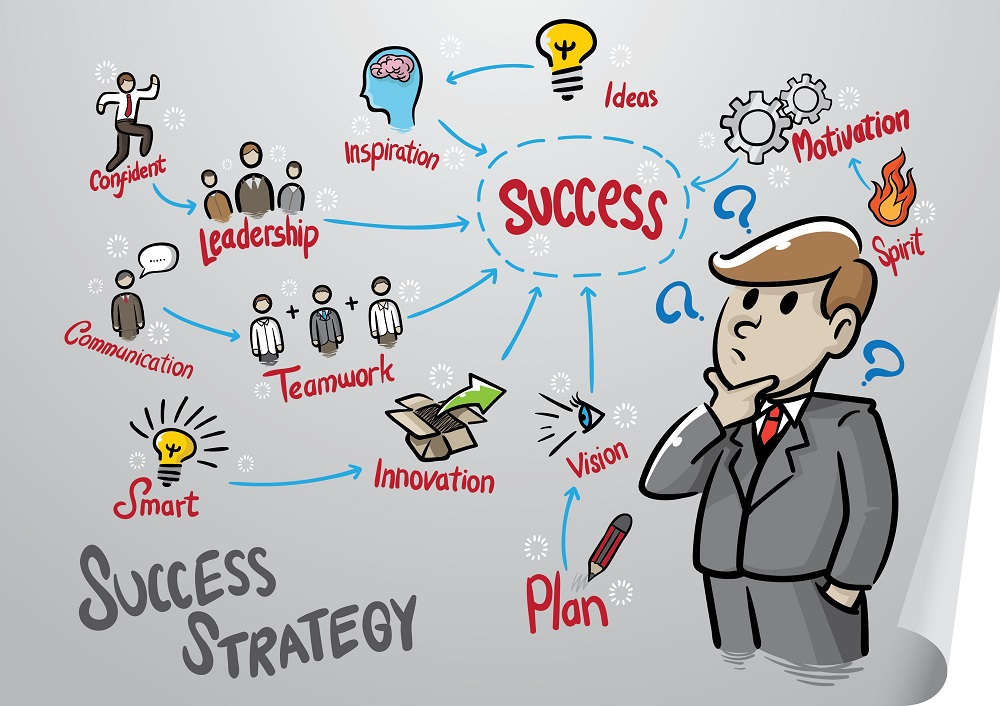 Ideas
Inspiration
Motivation
Confident
Success
Leadership
Spirit
Communication
Teamwork
Innovation
Vision
Smart
Plan
Success
Strategy
?
?
?
+
+